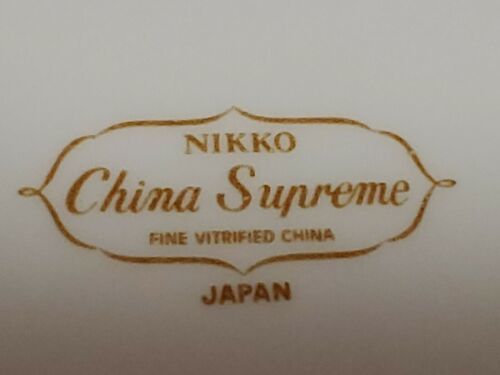 NIKKO
China Supreme
FINE VITRIFIED CHINA
JAPAN